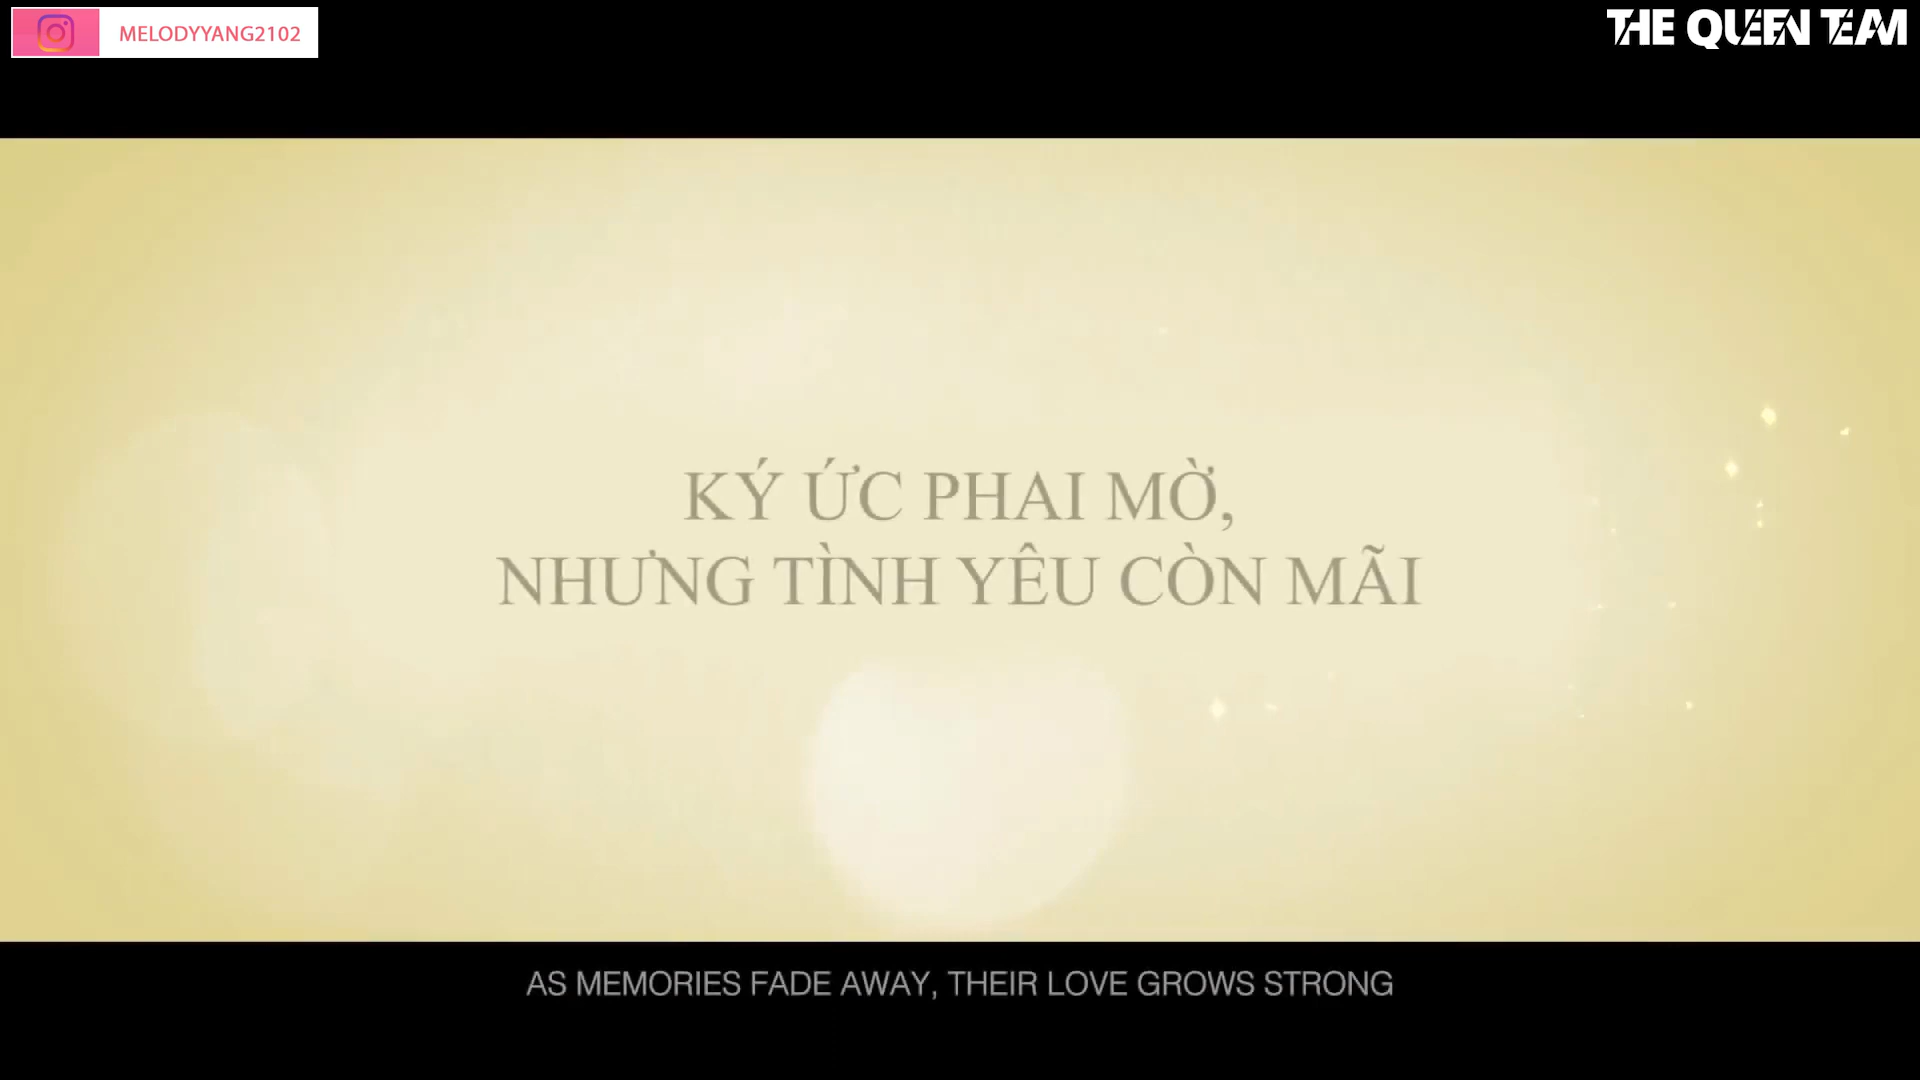 MELODYYANG2102
THE QUEEN TEAM
KÝ ỨC PHAI MỜ,
NHƯNG TÌNH YÊU CÒN MÃI
AS MEMORIES FADE AWAY, THEIR LOVE GROWS STRONG